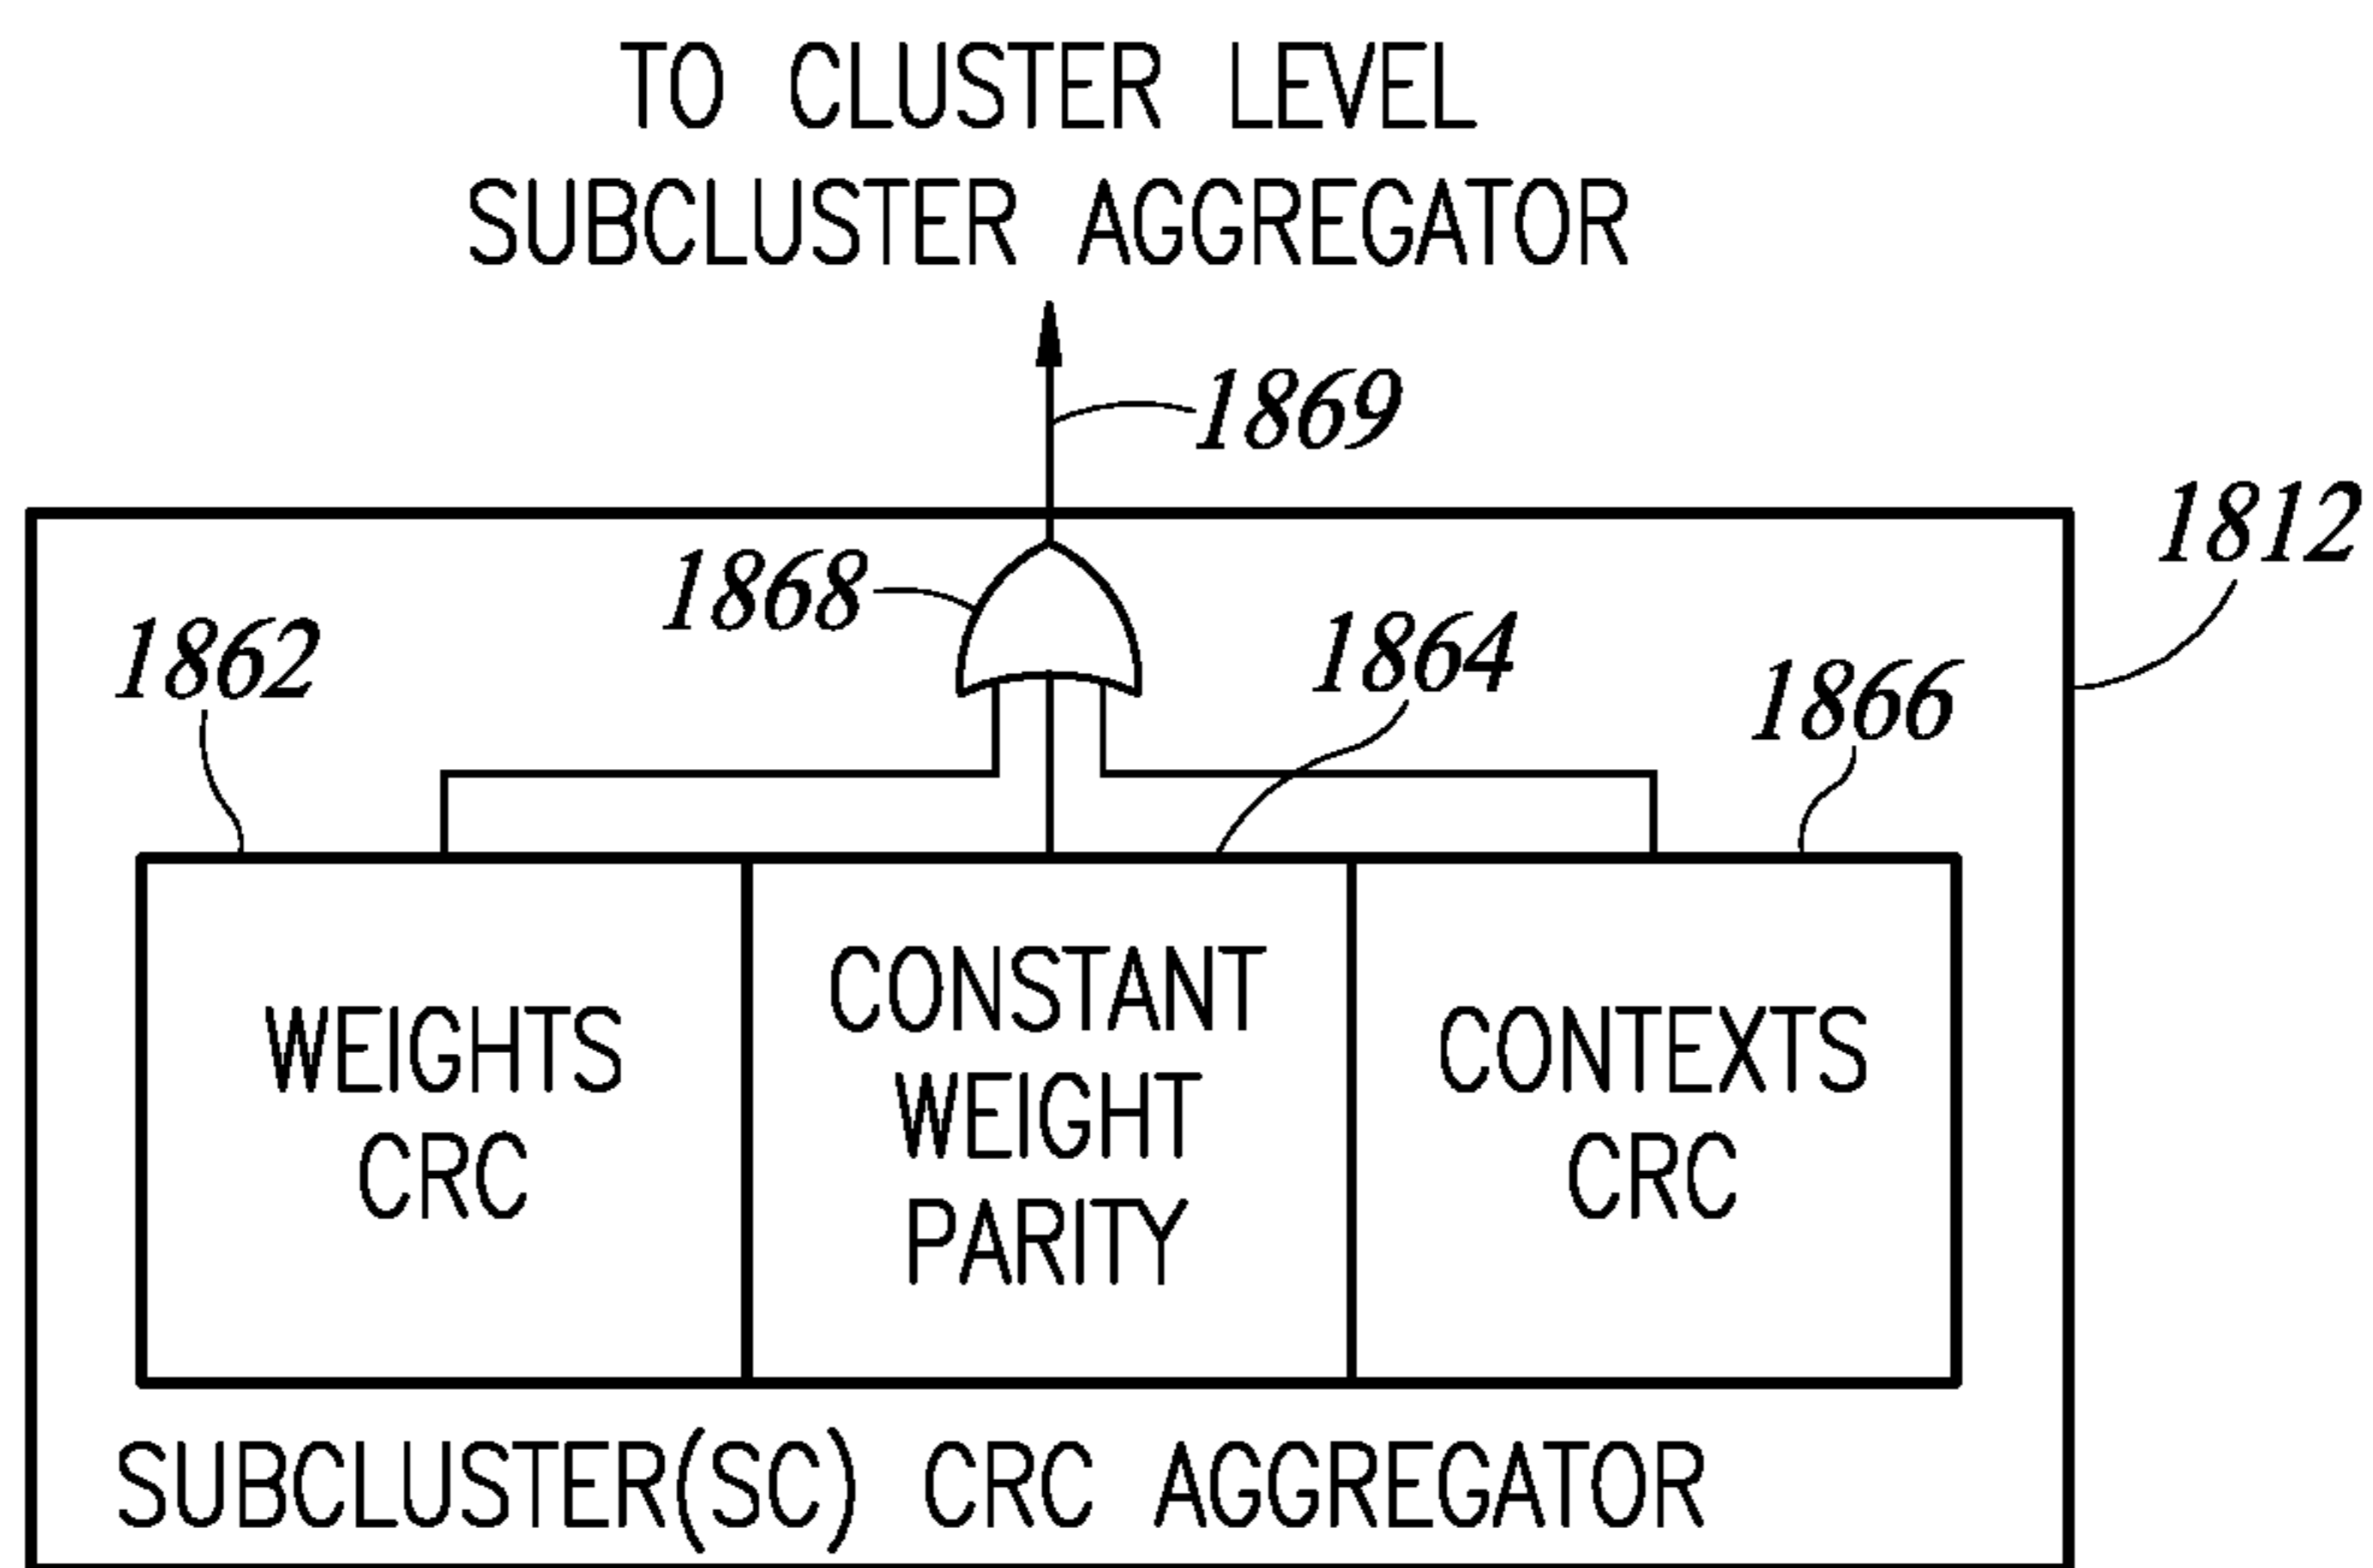 TO CLUSTER LEVEL
SUBCLUSTER AGGREGATOR
1869
1812
1868
1862
1864
1866
WEIGHTS
CRC
CONSTANT
WEIGHT
PARITY
CONTEXTS
CRC
SUBCLUSTER(SC) CRC AGGREGATOR